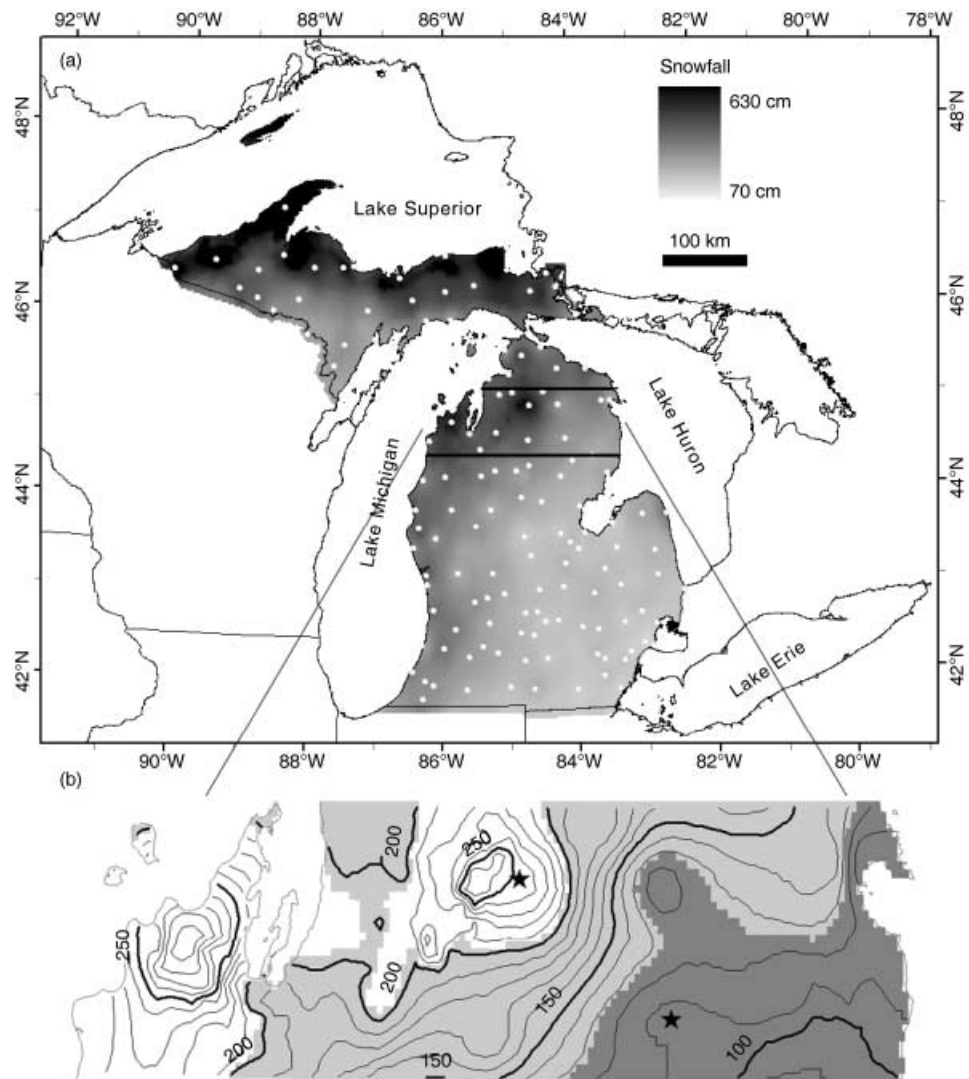 92°W 90°W 88°W 86°W 84°W 82°W 80°W 78°W
(a)
Snowfall
630 cm
70 cm
100 km
48°N
48°N
Lake Superior
46°N
46°N
Lake Huron
Lake Michigan
44°N
44°N
42°N
42°N
Lake Erie
90°W 88°W 86°W 84°W 82°W 80°W
(b)
200
250
250
200
200
150
150
100